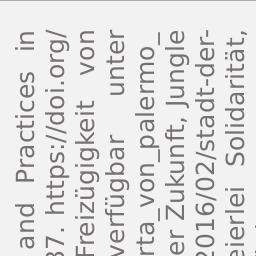 and Practices in
37. https://doi.org/
Freizügigkeit von
verfügbar unter
rta_von_palermo_
er Zukunft, Jungle
2016/02/stadt-der-
eierlei Solidarität,